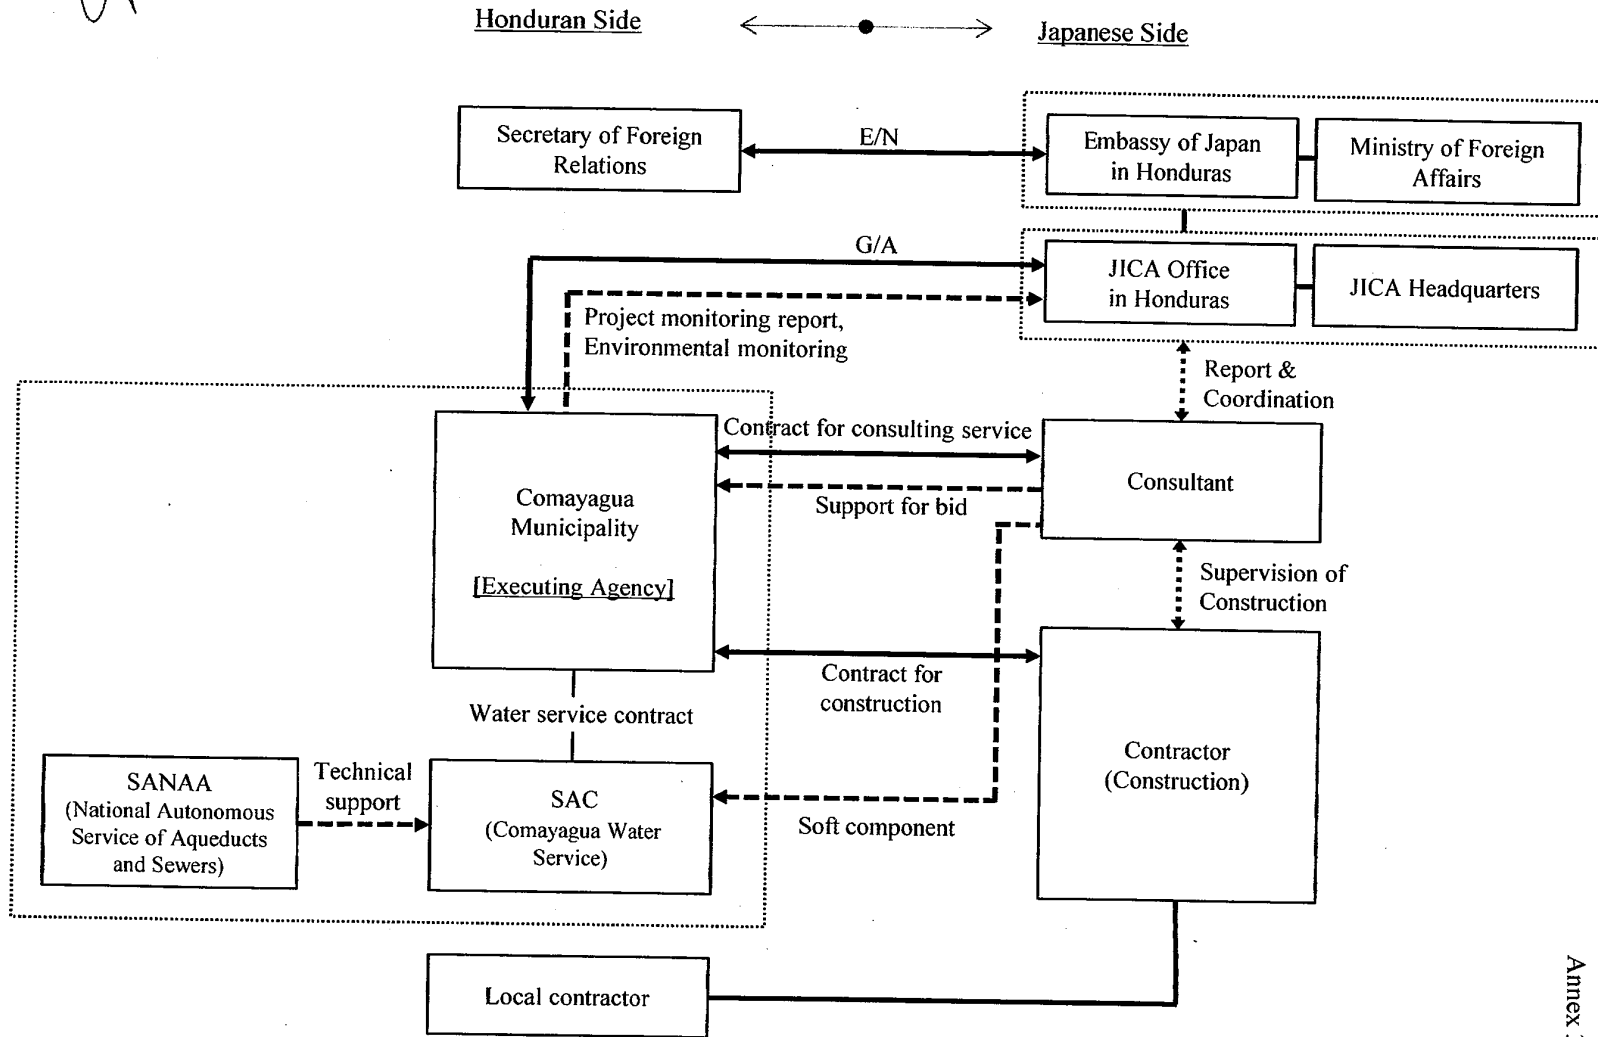 Honduran Side
Japanese Side
Secretary of Foreign
Relations
E/N
Embassy of Japan
in Honduras
Ministry of Foreign
Affairs
G/A
JICA Office
in Honduras
JICA Headquarters
Project monitoring report,
Environmental monitoring
Report &
Coordination
Contract for consulting service
Comayagua
Municipality
[Executing Agency]
Support for bid
Consultant
Supervision of
Construction
Contract for
construction
Water service contract
Contractor
(Construction)
SANAA
(National Autonomous
Service of Aqueducts
and Sewers)
Technical
support
SAC
(Comayagua Water
Service)
Soft component
Local contractor
Annex